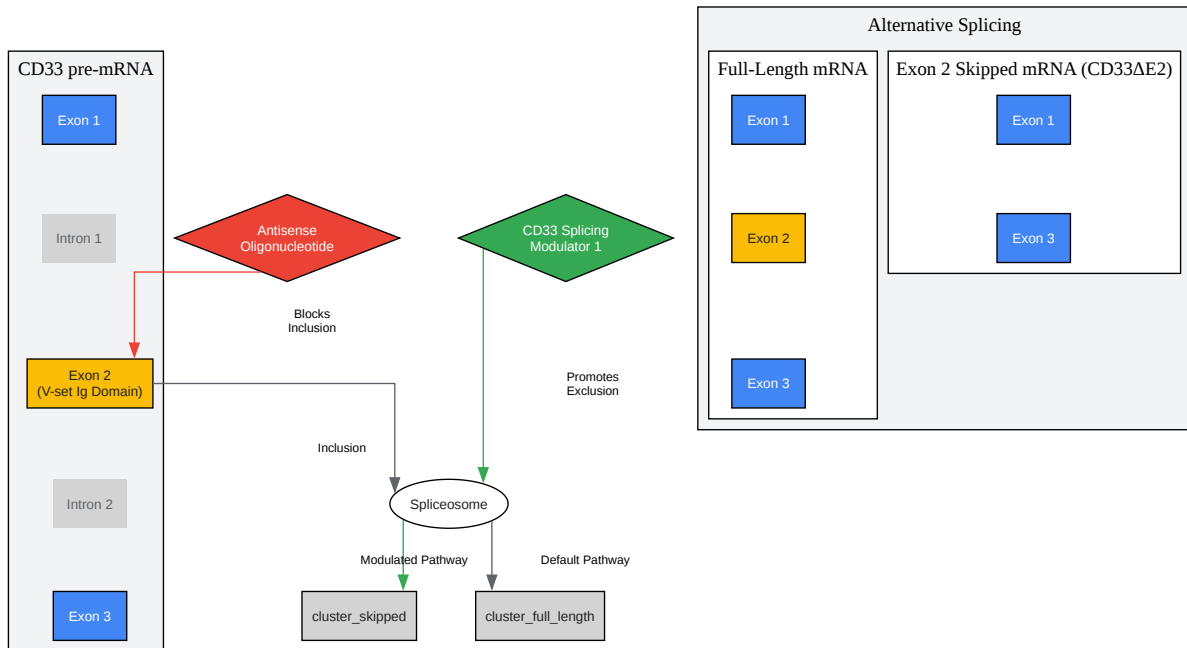 CD33 pre-mRNA
Exon 1
Intron 1
Exon 2
(V-set Ig Domain)
Intron 2
Exon 3
Antisense
Oligonucleotide
Blocks
Inclusion
Inclusion
CD33 Splicing
Modulator 1
Promotes
Exclusion
Spliceosome
Modulated Pathway
Default Pathway
cluster_skipped
cluster_full_length
Alternative Splicing
Full-Length mRNA
Exon 1
Exon 2
Exon 3
Exon 2 Skipped mRNA (CD33ΔE2)
Exon 1
Exon 3